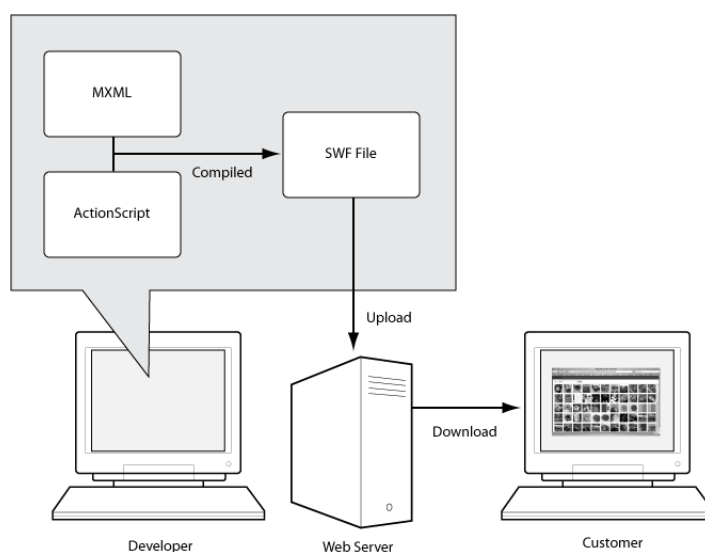 MXML
Compiled
SWF File
ActionScript
Upload
Download
Developer
Web Server
Customer